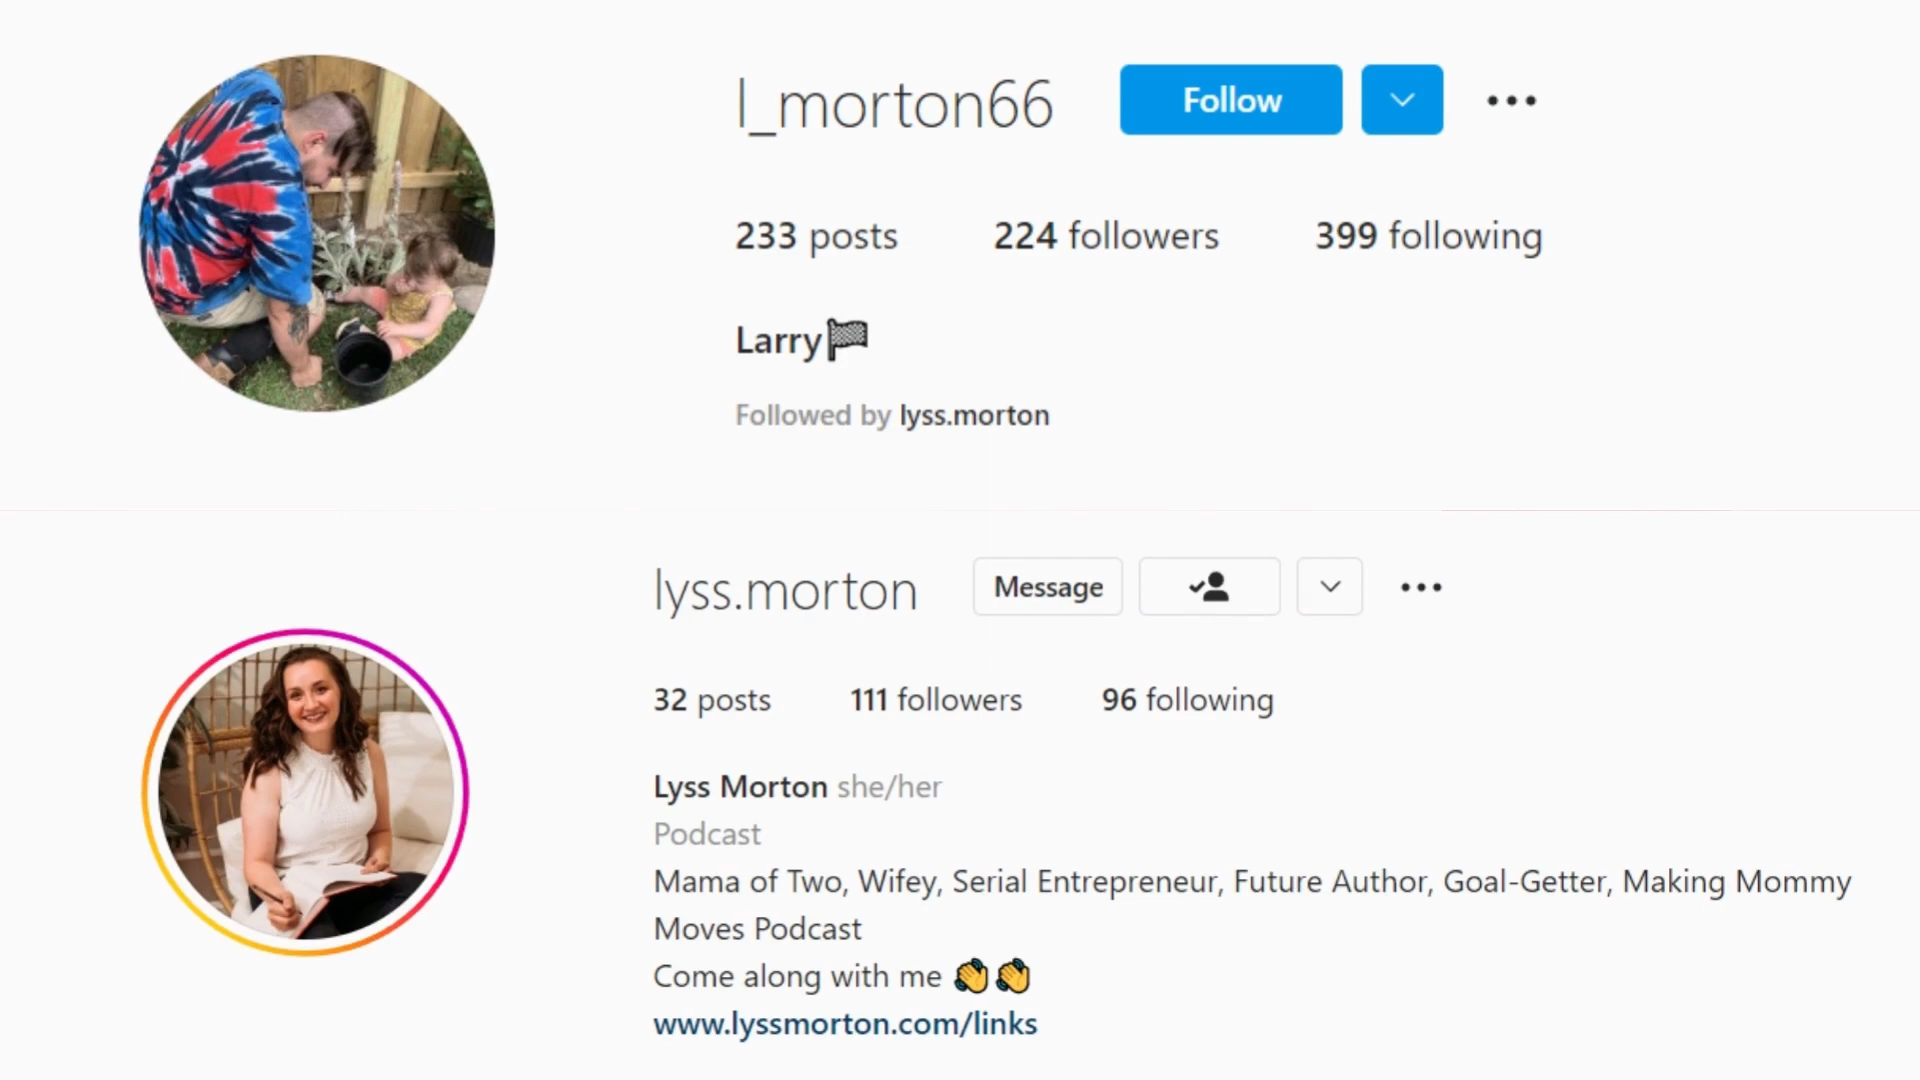 l_morton66 Follow
233 posts 224 followers 399 following
Larry🏁
Followed by lyss.morton
lyss.morton Message
32 posts 111 followers 96 following
Lyss Morton she/her
Podcast
Mama of Two, Wifey, Serial Entrepreneur, Future Author, Goal-Getter, Making Mommy
Moves Podcast
Come along with me 👏👏
www.lyssmorton.com/links